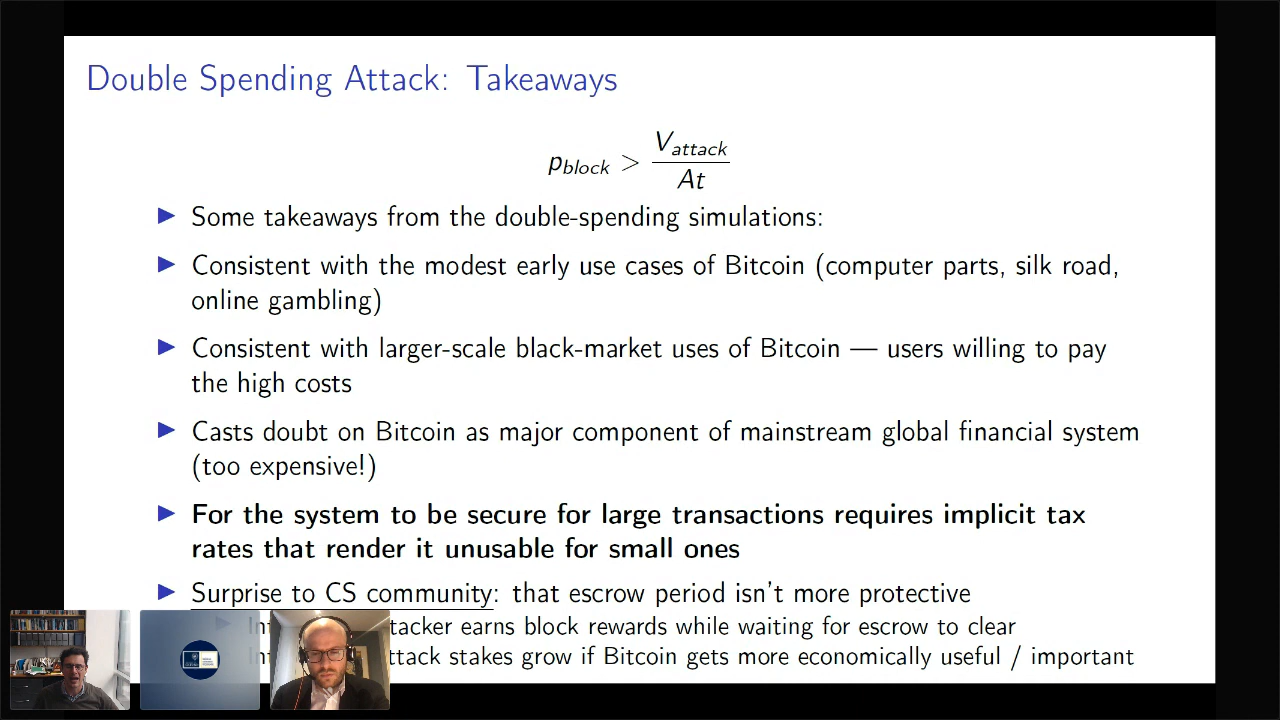 Double Spending Attack: Takeaways
p_block > V_attack / At
▶ Some takeaways from the double-spending simulations:
▶ Consistent with the modest early use cases of Bitcoin (computer parts, silk road,
online gambling)
▶ Consistent with larger-scale black-market uses of Bitcoin — users willing to pay
the high costs
▶ Casts doubt on Bitcoin as major component of mainstream global financial system
(too expensive!)
▶ For the system to be secure for large transactions requires implicit tax
rates that render it unusable for small ones
▶ Surprise to CS community: that escrow period isn't more protective
tacker earns block rewards while waiting for escrow to clear
ttack stakes grow if Bitcoin gets more economically useful / important